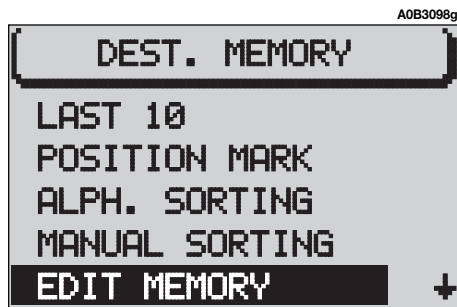 A0B3098g
DEST. MEMORY
LAST 10
POSITION MARK
ALPH. SORTING
MANUAL SORTING
EDIT MEMORY